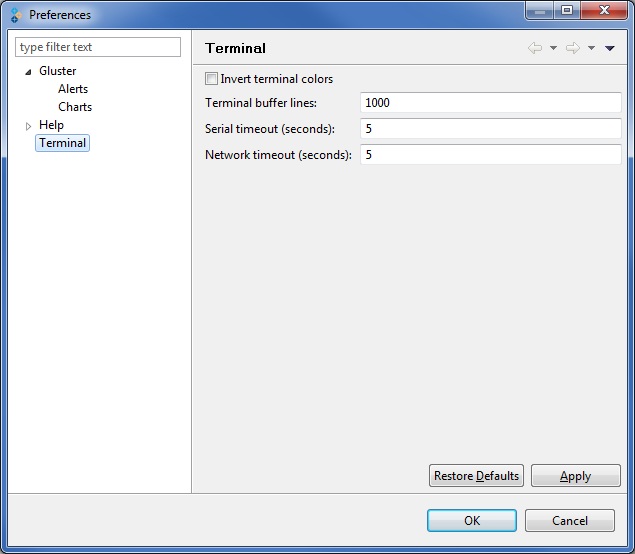 Preferences
type filter text
Gluster
Alerts
Charts
Help
Terminal
Terminal
Invert terminal colors
Terminal buffer lines: 1000
Serial timeout (seconds): 5
Network timeout (seconds): 5
Restore Defaults Apply
OK Cancel